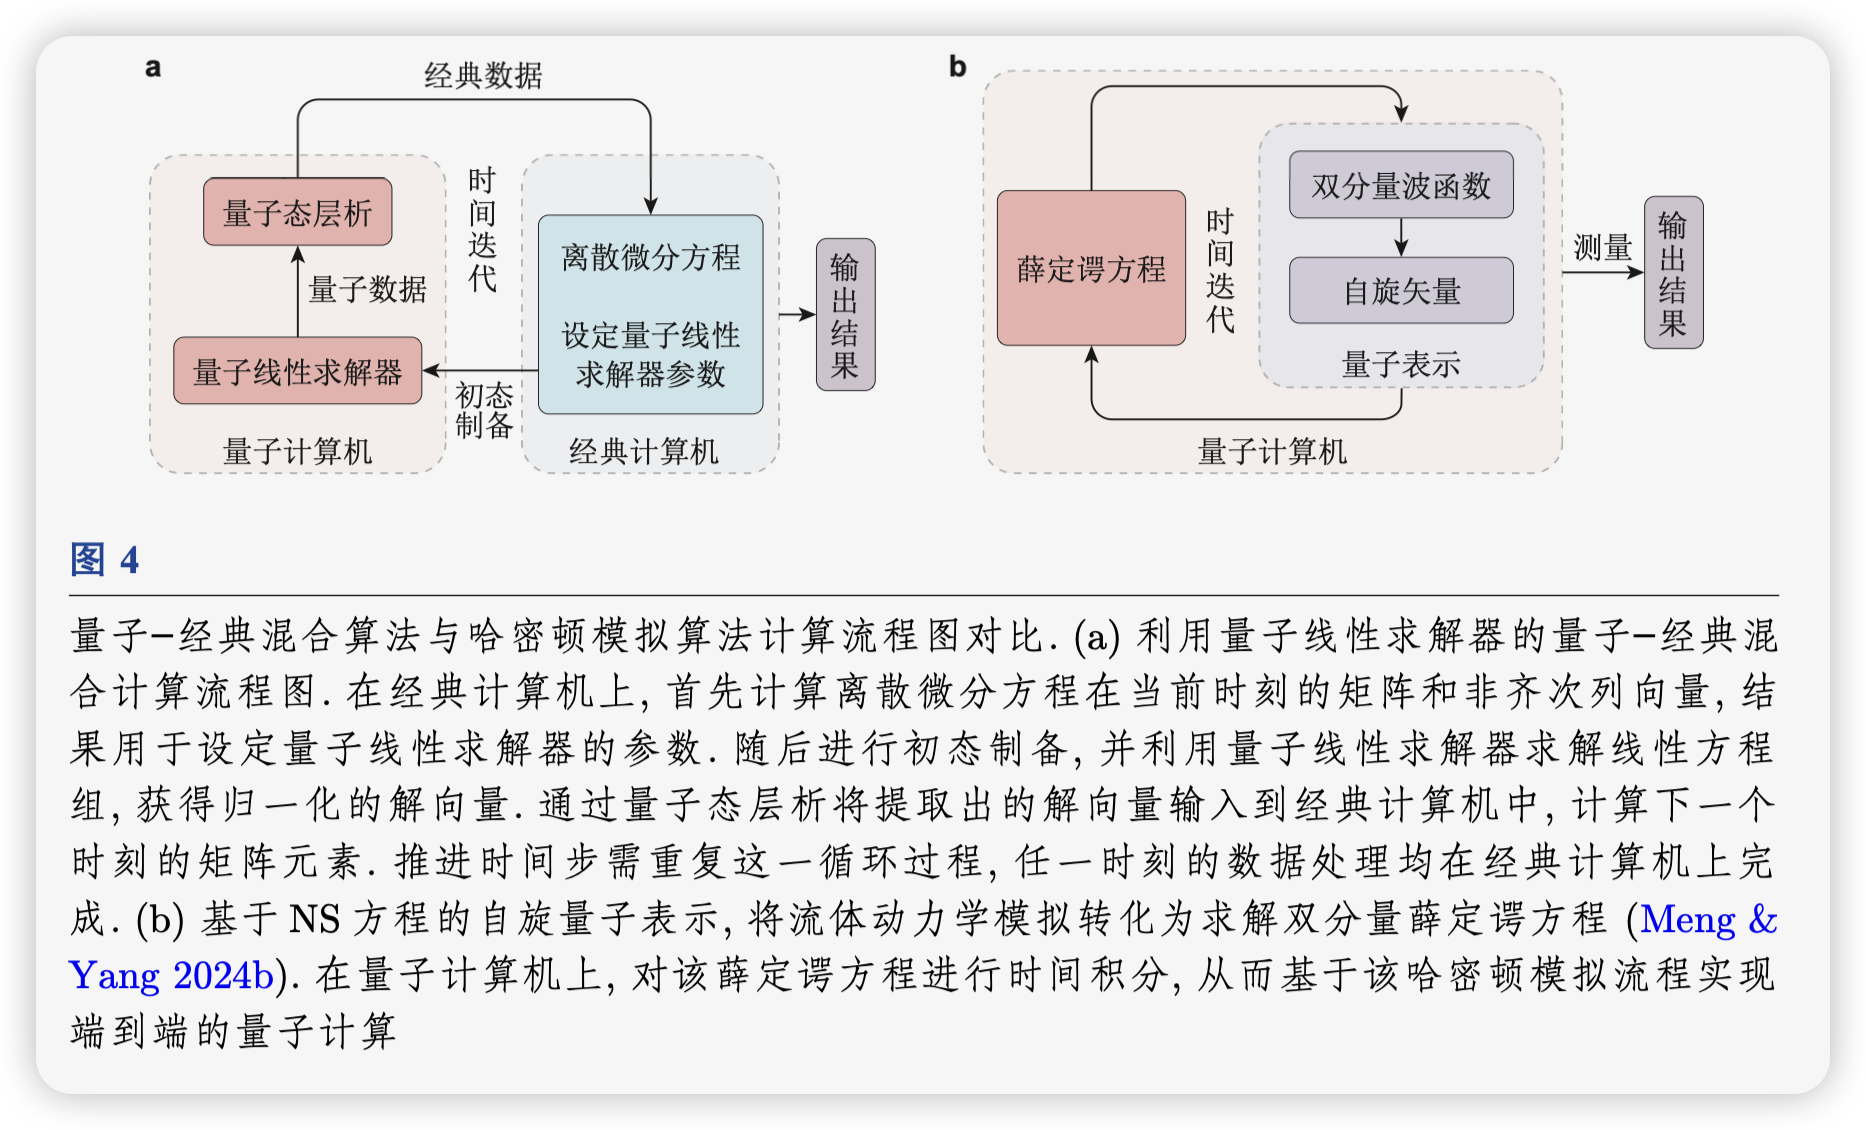 a
经典数据
量子态层析
量子数据
量子线性求解器
量子计算机
时间迭代
初态
制备
离散微分方程
设定量子线性
求解器参数
经典计算机
输出结果
b
薛定谔方程
时间迭代
双分量波函数
自旋矢量
量子表示
量子计算机
测量
输出结果
图 4
量子–经典混合算法与哈密顿模拟算法计算流程图对比. (a) 利用量子线性求解器的量子–经典混
合计算流程图. 在经典计算机上, 首先计算离散微分方程在当前时刻的矩阵和非齐次列向量, 结
果用于设定量子线性求解器的参数. 随后进行初态制备, 并利用量子线性求解器求解线性方程
组, 获得归一化的解向量. 通过量子态层析将提取出的解向量输入到经典计算机中, 计算下一个
时刻的矩阵元素. 推进时间步需重复这一循环过程, 任一时刻的数据处理均在经典计算机上完
成. (b) 基于 NS 方程的自旋量子表示, 将流体动力学模拟转化为求解双分量薛定谔方程 (Meng &
Yang 2024b). 在量子计算机上, 对该薛定谔方程进行时间积分, 从而基于该哈密顿模拟流程实现
端到端的量子计算